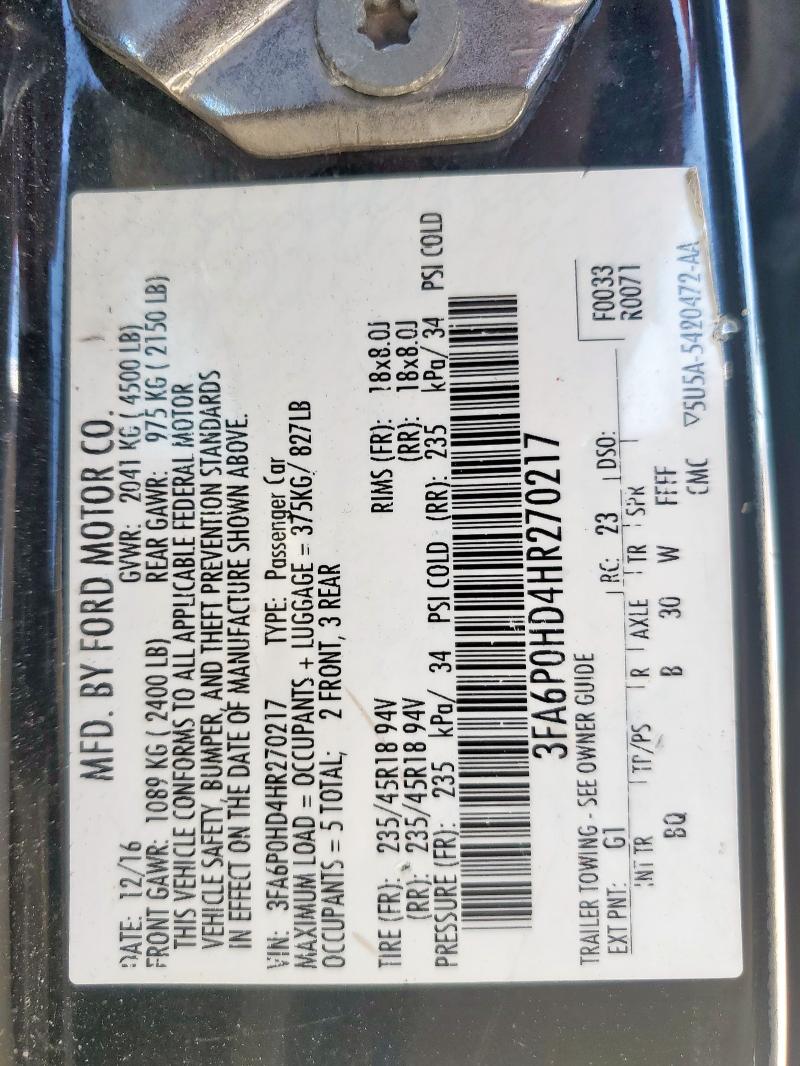 MFD. BY FORD MOTOR CO.
DATE: 12/16 GVWR: 2041 KG ( 4500 LB)
FRONT GAWR: 1089 KG ( 2400 LB) REAR GAWR: 975 KG ( 2150 LB)
THIS VEHICLE CONFORMS TO ALL APPLICABLE FEDERAL MOTOR
VEHICLE SAFETY, BUMPER, AND THEFT PREVENTION STANDARDS
IN EFFECT ON THE DATE OF MANUFACTURE SHOWN ABOVE.
VIN: 3FA6P0HD4HR270217 TYPE: Passenger Car
MAXIMUM LOAD = OCCUPANTS + LUGGAGE = 375KG/ 827LB
OCCUPANTS = 5 TOTAL; 2 FRONT, 3 REAR
TIRE (FR): 235/45R18 94V RIMS (FR): 18x8.0J
(RR): 235/45R18 94V (RR): 18x8.0J
PRESSURE (FR): 235 kPa/ 34 PSI COLD (RR): 235 kPa/ 34 PSI COLD
3FA6P0HD4HR270217
TRAILER TOWING - SEE OWNER GUIDE
F0033
R0071
EXT PNT: G1 RC: 23 DSO:
INT TR TP/PS R AXLE TR SPR
BQ B 30 W FFFF
CMC ▽5U5A-5420472-AA